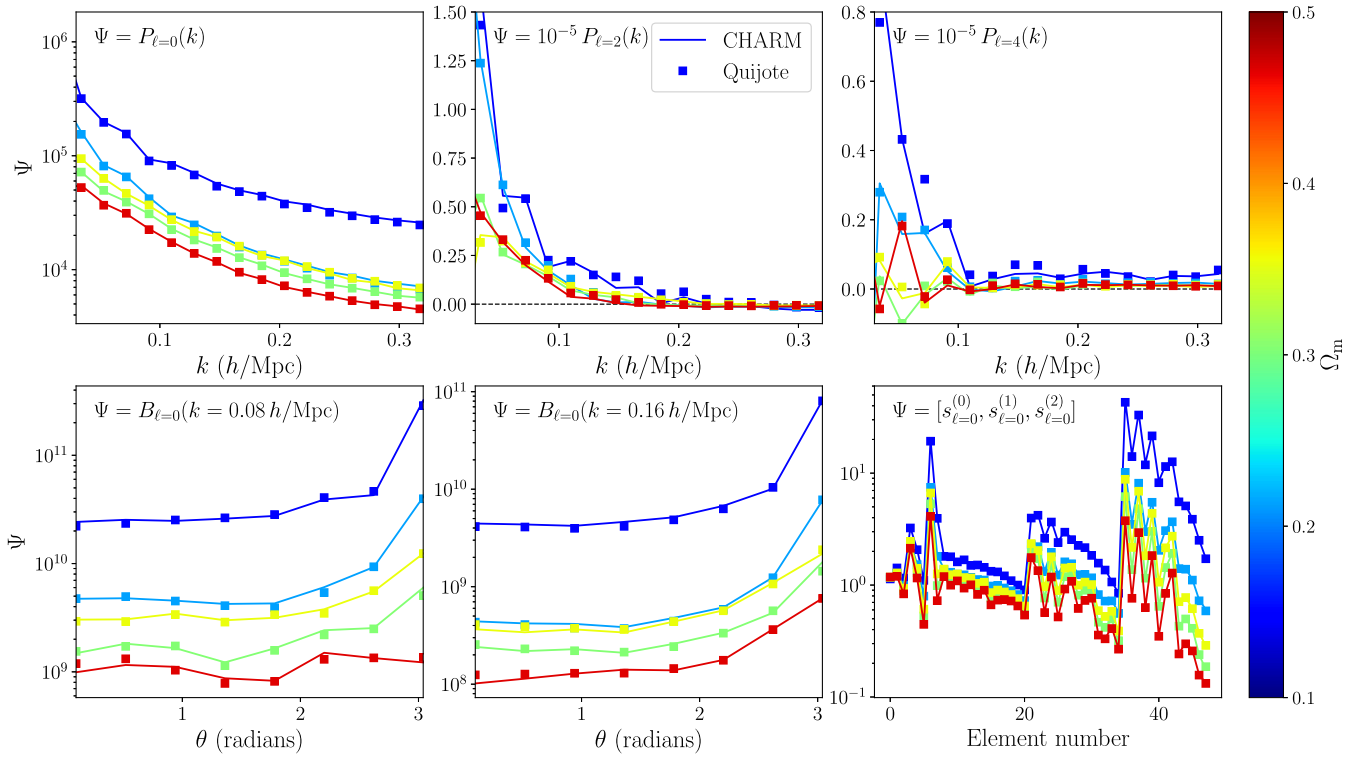 Ψ = P_{ℓ=0}(k)
10^6
10^5
10^4
Ψ
0.1
0.2
0.3
k (h/Mpc)
Ψ = 10^{-5} P_{ℓ=2}(k)
CHARM
Quijote
1.50
1.25
1.00
0.75
0.50
0.25
0.00
0.1
0.2
0.3
k (h/Mpc)
Ψ = 10^{-5} P_{ℓ=4}(k)
0.8
0.6
0.4
0.2
0.0
0.1
0.2
0.3
k (h/Mpc)
Ψ = B_{ℓ=0}(k = 0.08 h/Mpc)
10^{11}
10^{10}
10^9
Ψ
1
2
3
θ (radians)
Ψ = B_{ℓ=0}(k = 0.16 h/Mpc)
10^{11}
10^{10}
10^9
10^8
1
2
3
θ (radians)
Ψ = [s^{(0)}_{ℓ=0}, s^{(1)}_{ℓ=0}, s^{(2)}_{ℓ=0}]
10^1
10^0
10^{-1}
0
20
40
Element number
0.5
0.4
0.3
0.2
0.1
Ω_m